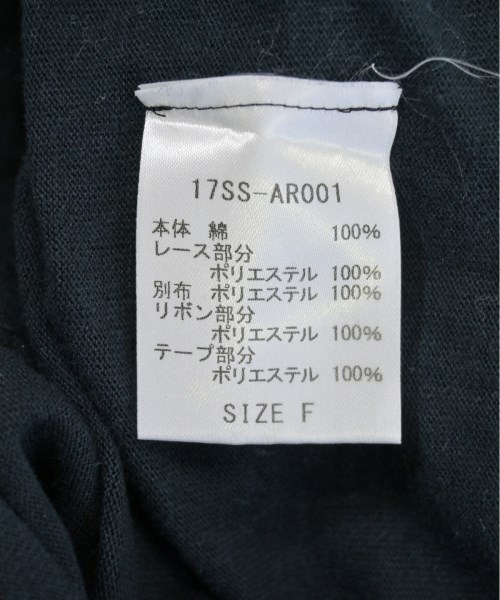 17SS-AR001
本体 綿 100%
レース部分
ポリエステル 100%
別布 ポリエステル 100%
リボン部分
ポリエステル 100%
テープ部分
ポリエステル 100%
SIZE F